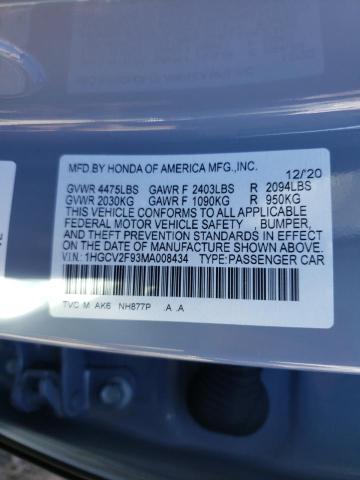 MFD.BY HONDA OF AMERICA MFG.,INC. 12/20
GVWR 4475LBS GAWR F 2403LBS R 2094LBS
GVWR 2030KG GAWR F 1090KG R 950KG
THIS VEHICLE CONFORMS TO ALL APPLICABLE
FEDERAL MOTOR VEHICLE SAFETY , BUMPER,
AND THEFT PREVENTION STANDARDS IN EFFECT ON THE
DATE OF MANUFACTURE SHOWN ABOVE.
V.I.N.: 1HGCV2F93MA008434 TYPE:PASSENGER CAR
TVC M AK6 NH877P .A .A